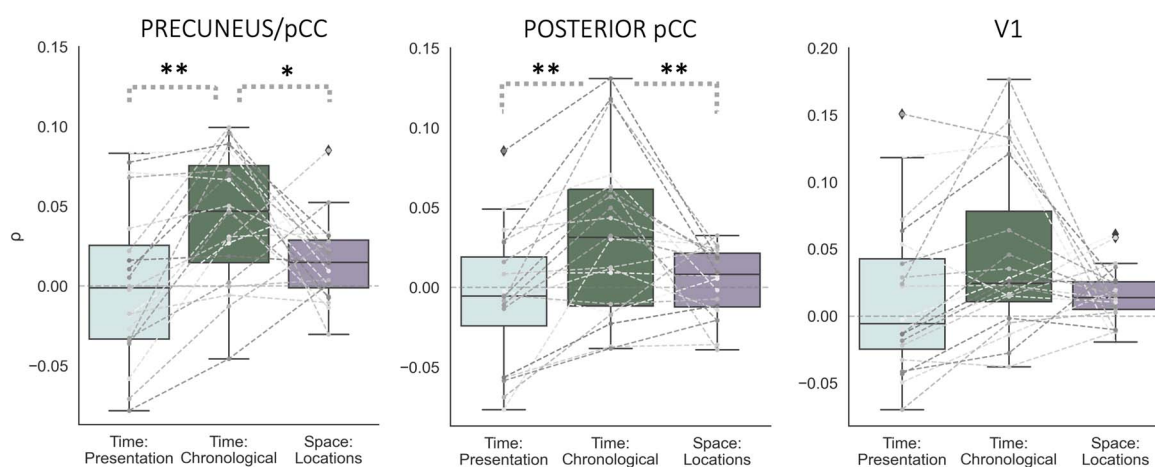 PRECUNEUS/pCC
POSTERIOR pCC
V1
ρ
0.15
0.10
0.05
0.00
−0.05
** *
Time:
Presentation
Time:
Chronological
Space:
Locations
0.15
0.10
0.05
0.00
−0.05
** **
Time:
Presentation
Time:
Chronological
Space:
Locations
0.20
0.15
0.10
0.05
0.00
−0.05
Time:
Presentation
Time:
Chronological
Space:
Locations